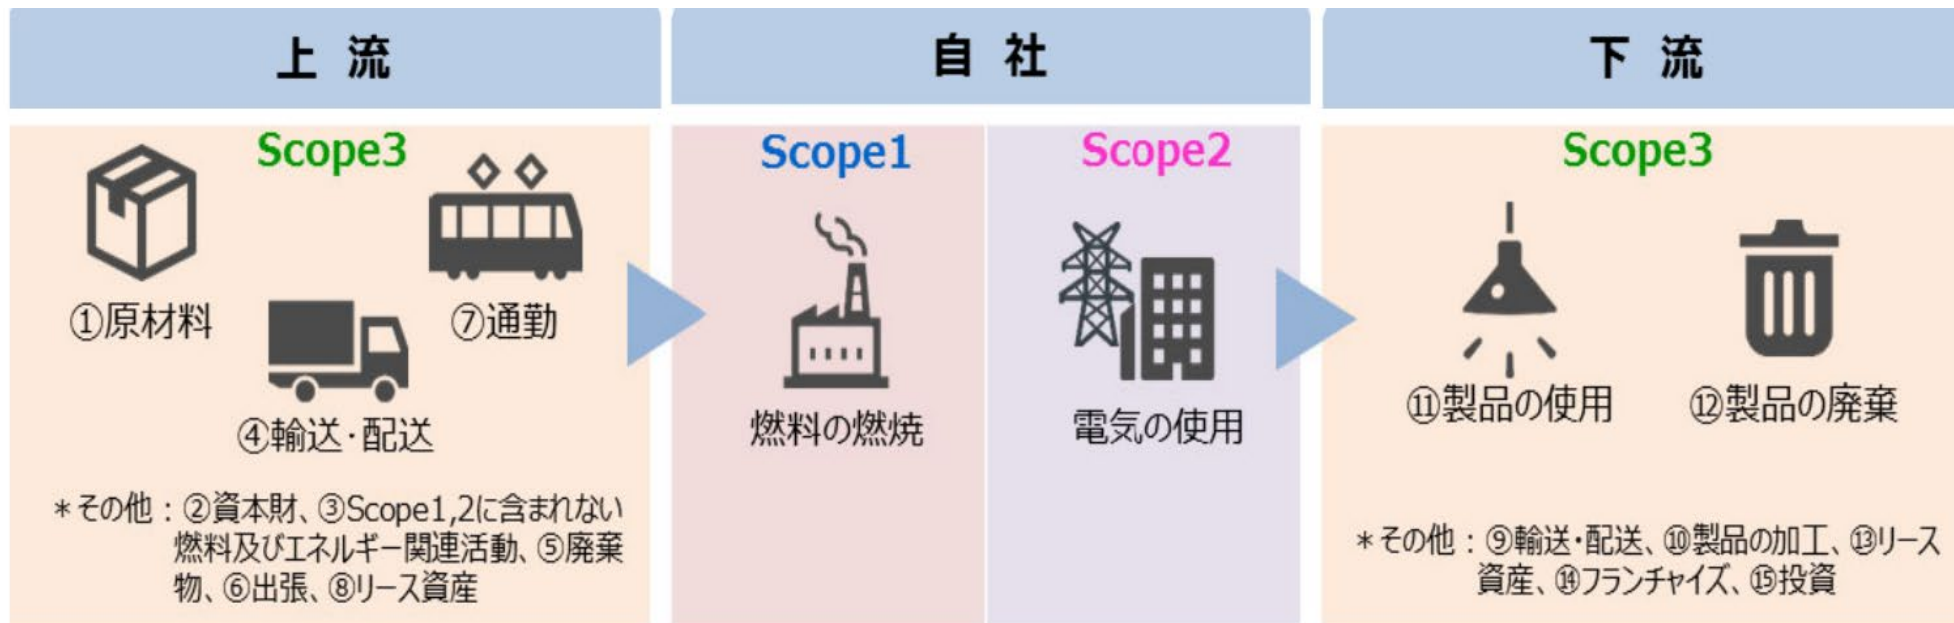 上 流
Scope3
①原材料
⑦通勤
④輸送・配送
＊その他：②資本財、③Scope1,2に含まれない
燃料及びエネルギー関連活動、⑤廃棄
物、⑥出張、⑧リース資産
自 社
Scope1
燃料の燃焼
Scope2
電気の使用
下 流
Scope3
⑪製品の使用
⑫製品の廃棄
＊その他：⑨輸送・配送、⑩製品の加工、⑬リース
資産、⑭フランチャイズ、⑮投資